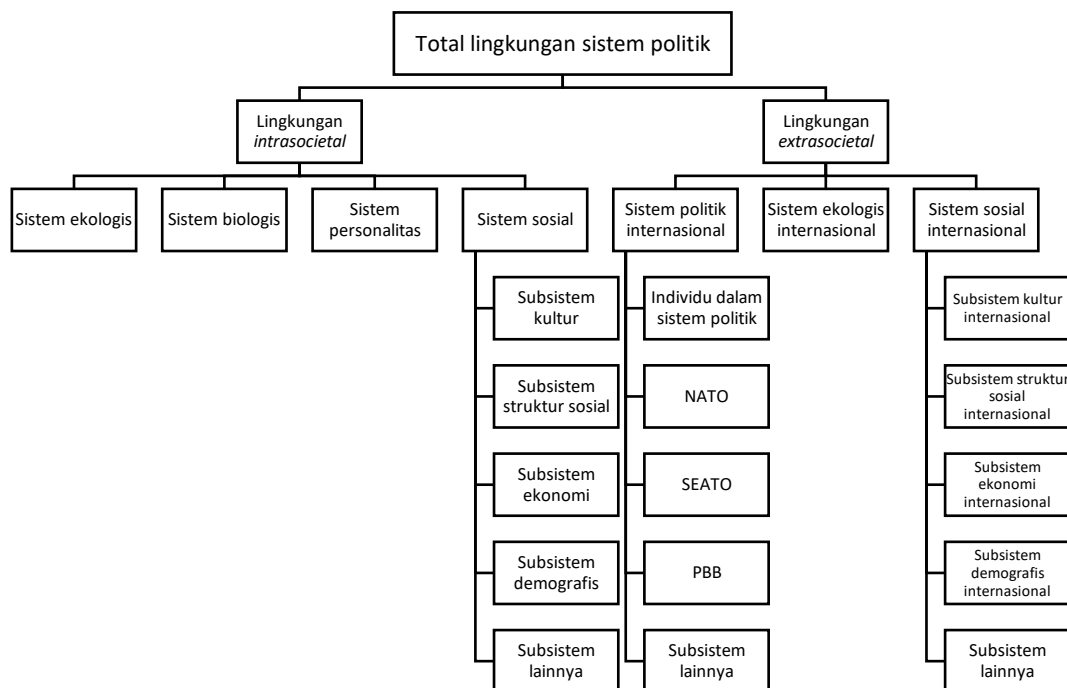 Total lingkungan sistem politik
Lingkungan
intrasocietal
Lingkungan
extrasocietal
Sistem ekologis
Sistem biologis
Sistem
personalitas
Sistem sosial
Sistem politik
internasional
Sistem ekologis
internasional
Sistem sosial
internasional
Subsistem
kultur
Individu dalam
sistem politik
Subsistem kultur
internasional
Subsistem
struktur sosial
NATO
Subsistem struktur
sosial
internasional
Subsistem
ekonomi
SEATO
Subsistem
ekonomi
internasional
Subsistem
demografis
PBB
Subsistem
demografis
internasional
Subsistem
lainnya
Subsistem
lainnya
Subsistem
lainnya